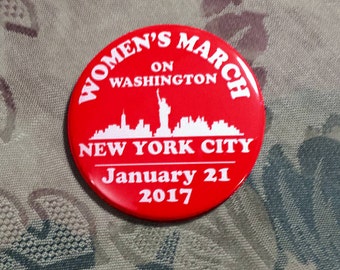 WOMEN'S MARCH
ON
WASHINGTON
NEW YORK CITY
January 21
2017